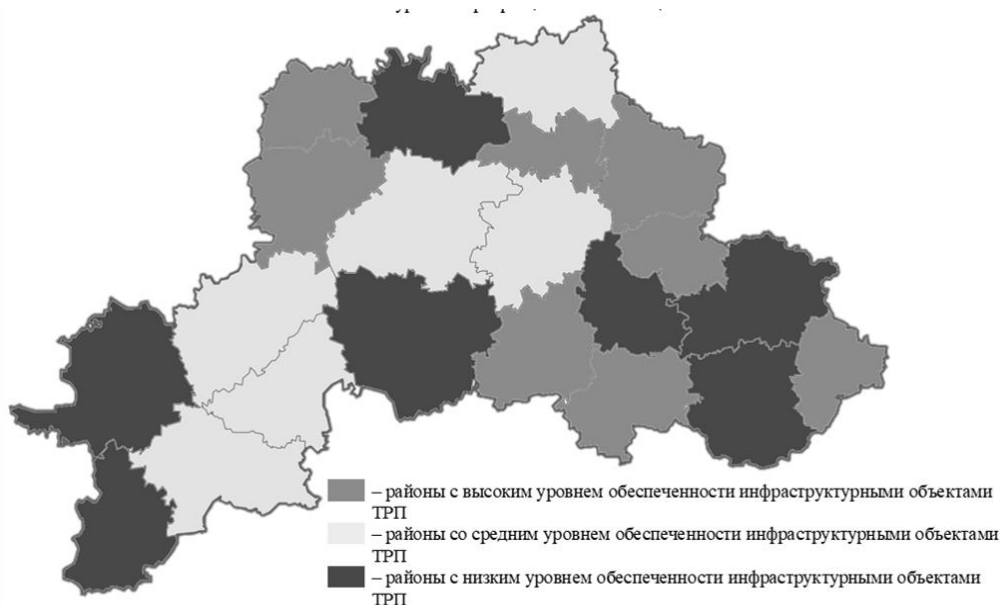 – районы с высоким уровнем обеспеченности инфраструктурными объектами
ТРП
– районы со средним уровнем обеспеченности инфраструктурными объектами
ТРП
– районы с низким уровнем обеспеченности инфраструктурными объектами
ТРП